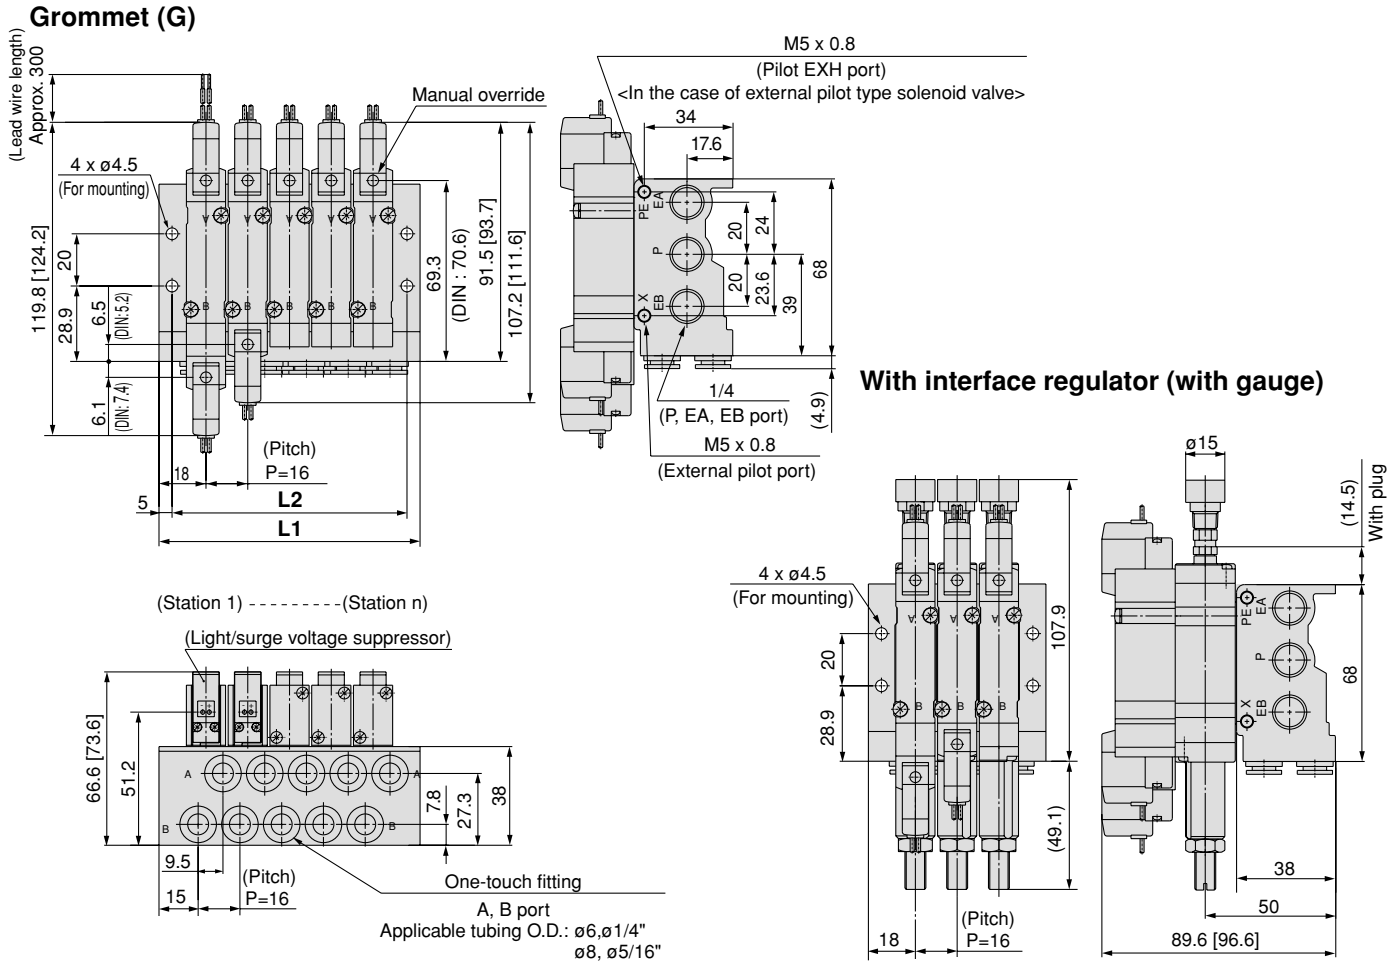 Grommet (G)
(Lead wire length)
Approx. 300
Manual override
4 x ø4.5
(For mounting)
119.8 [124.2]
20
28.9
6.5
(DIN:5.2)
6.1
(DIN: 7.4)
69.3
(DIN : 70.6)
91.5 [93.7]
107.2 [111.6]
A A A A A
B B B B B
(Pitch)
18
P=16
5
L2
L1
M5 x 0.8
(Pilot EXH port)
<In the case of external pilot type solenoid valve>
34
17.6
PE
EA
P
X
EB
20
24
20
23.6
39
68
(4.9)
1/4
(P, EA, EB port)
M5 x 0.8
(External pilot port)
(Station 1) - - - - - - - - - (Station n)
(Light/surge voltage suppressor)
66.6 [73.6]
51.2
A
A
B
B
7.8
27.3
38
9.5
15
(Pitch)
P=16
One-touch fitting
A, B port
Applicable tubing O.D.: ø6,ø1/4"
ø8, ø5/16"
With interface regulator (with gauge)
4 x ø4.5
(For mounting)
20
28.9
A A A
B B B
107.9
(49.1)
18
(Pitch)
P=16
ø15
(14.5)
With plug
PE
EA
P
X
EB
68
38
50
89.6 [96.6]